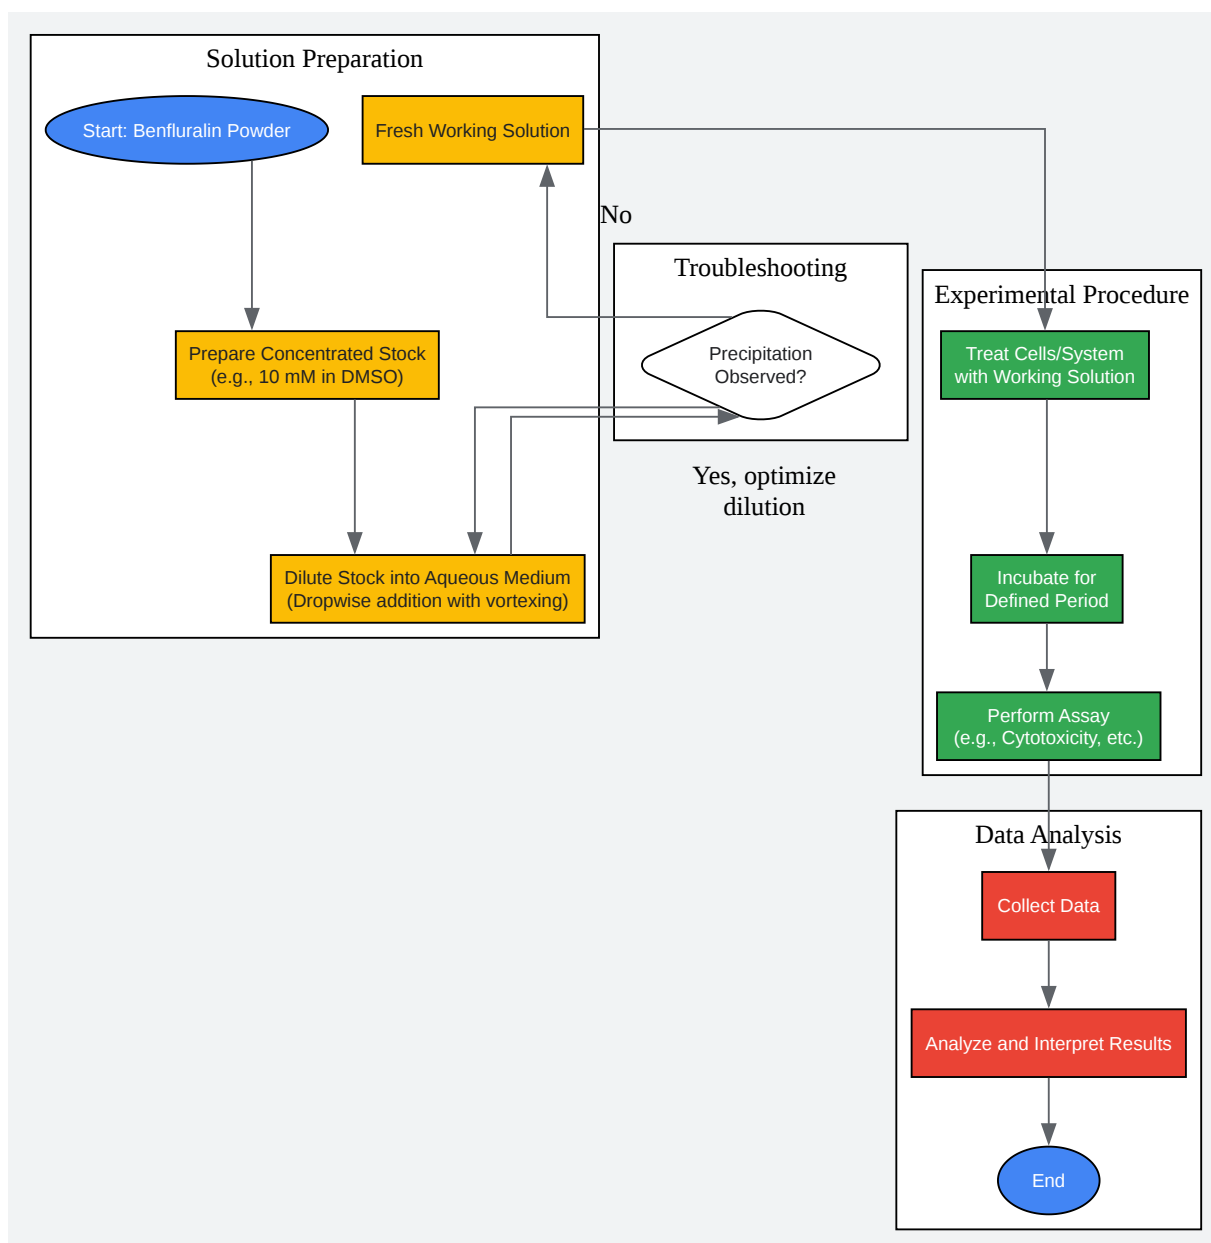 Solution Preparation
Start: Benfluralin Powder
Fresh Working Solution
No
Troubleshooting
Precipitation
Observed?
Yes, optimize
dilution
Prepare Concentrated Stock
(e.g., 10 mM in DMSO)
Dilute Stock into Aqueous Medium
(Dropwise addition with vortexing)
Experimental Procedure
Treat Cells/System
with Working Solution
Incubate for
Defined Period
Perform Assay
(e.g., Cytotoxicity, etc.)
Data Analysis
Collect Data
Analyze and Interpret Results
End